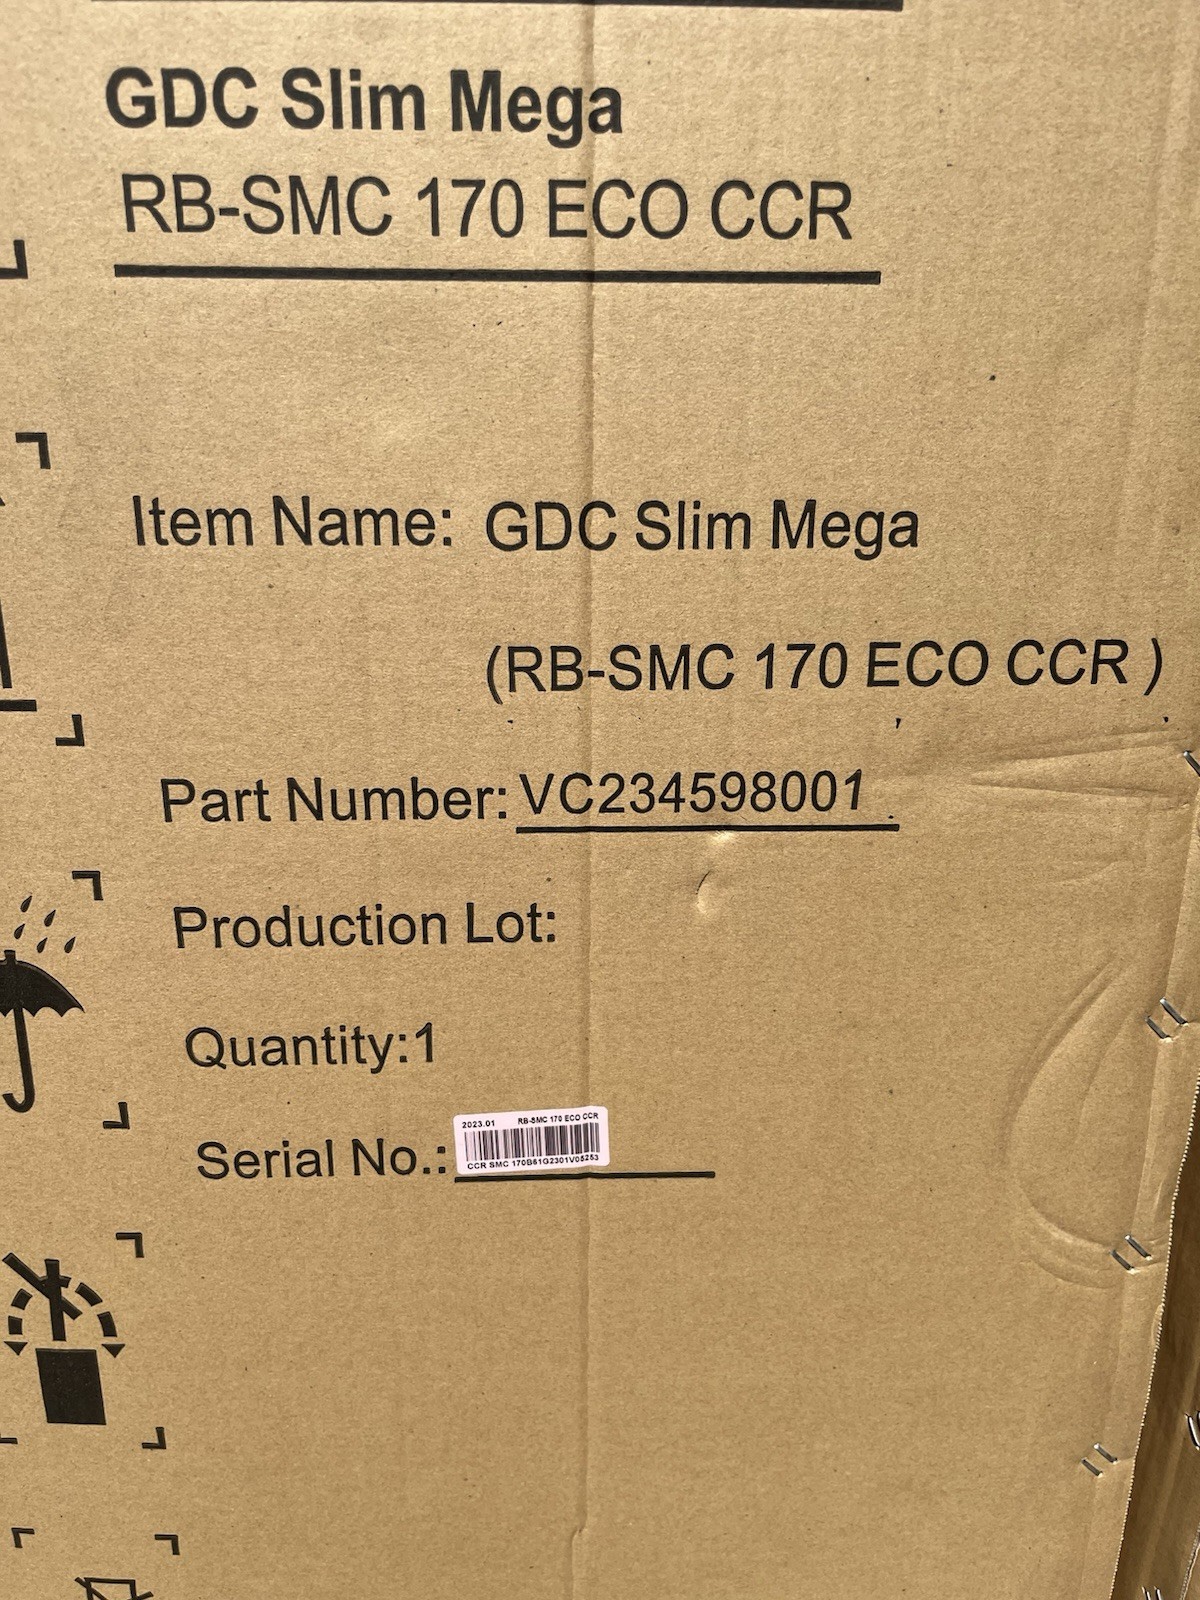 GDC Slim Mega
RB-SMC 170 ECO CCR
Item Name: GDC Slim Mega
(RB-SMC 170 ECO CCR )
Part Number: VC234598001
Production Lot:
Quantity:1
Serial No.:
2023.01 RB-SMC 170 ECO CCR
CCR SMC 170B51G2301V05253